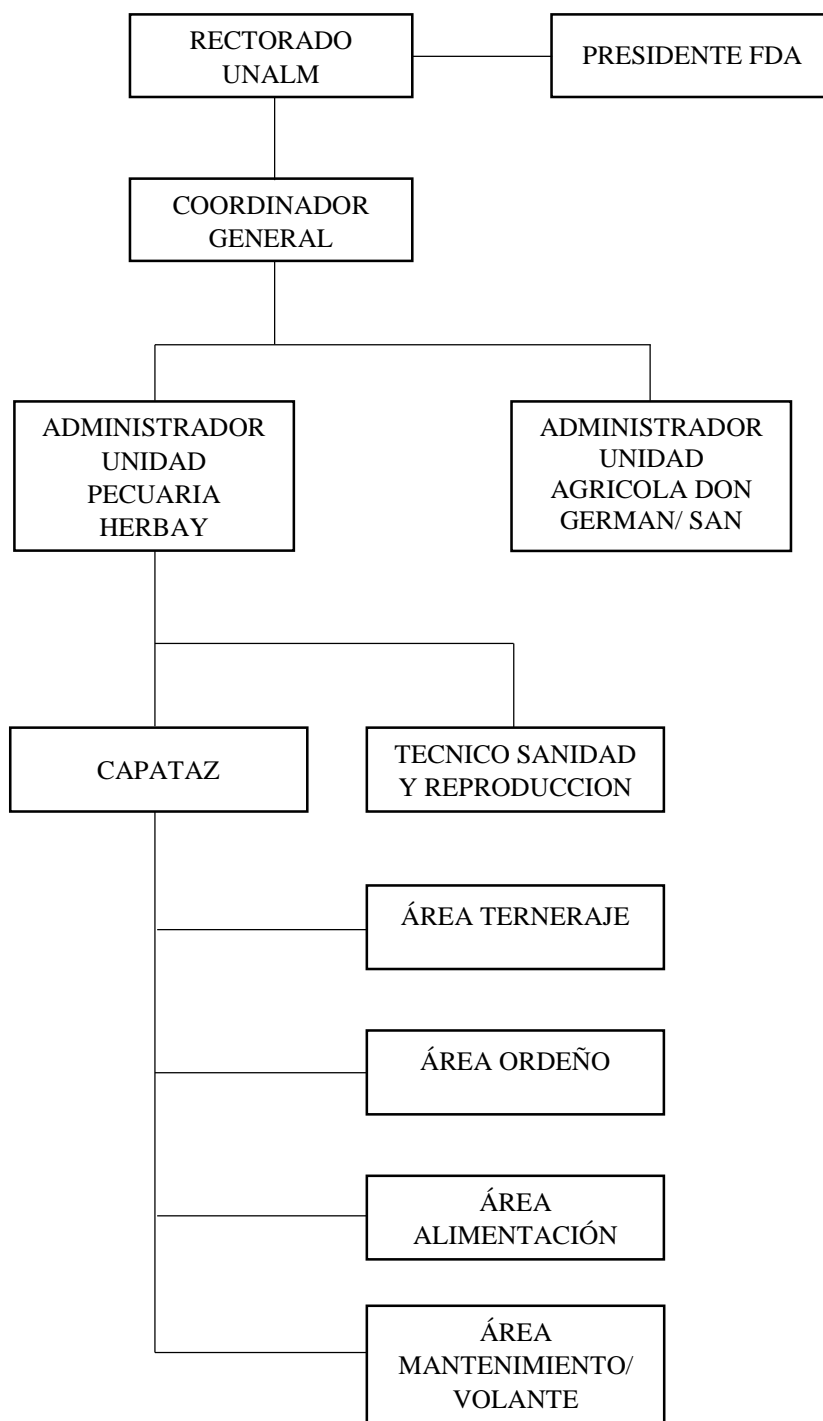 RECTORADO
UNALM
PRESIDENTE FDA
COORDINADOR
GENERAL
ADMINISTRADOR
UNIDAD
PECUARIA
HERBAY
ADMINISTRADOR
UNIDAD
AGRICOLA DON
GERMAN/ SAN
CAPATAZ
TECNICO SANIDAD
Y REPRODUCCION
ÁREA TERNERAJE
ÁREA ORDEÑO
ÁREA
ALIMENTACIÓN
ÁREA
MANTENIMIENTO/
VOLANTE